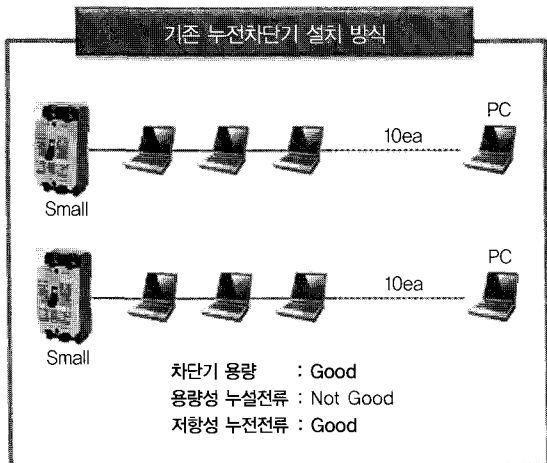 기존 누전차단기 설치 방식
PC
10ea
Small
PC
10ea
Small
차단기 용량 : Good
용량성 누설전류 : Not Good
저항성 누전전류 : Good